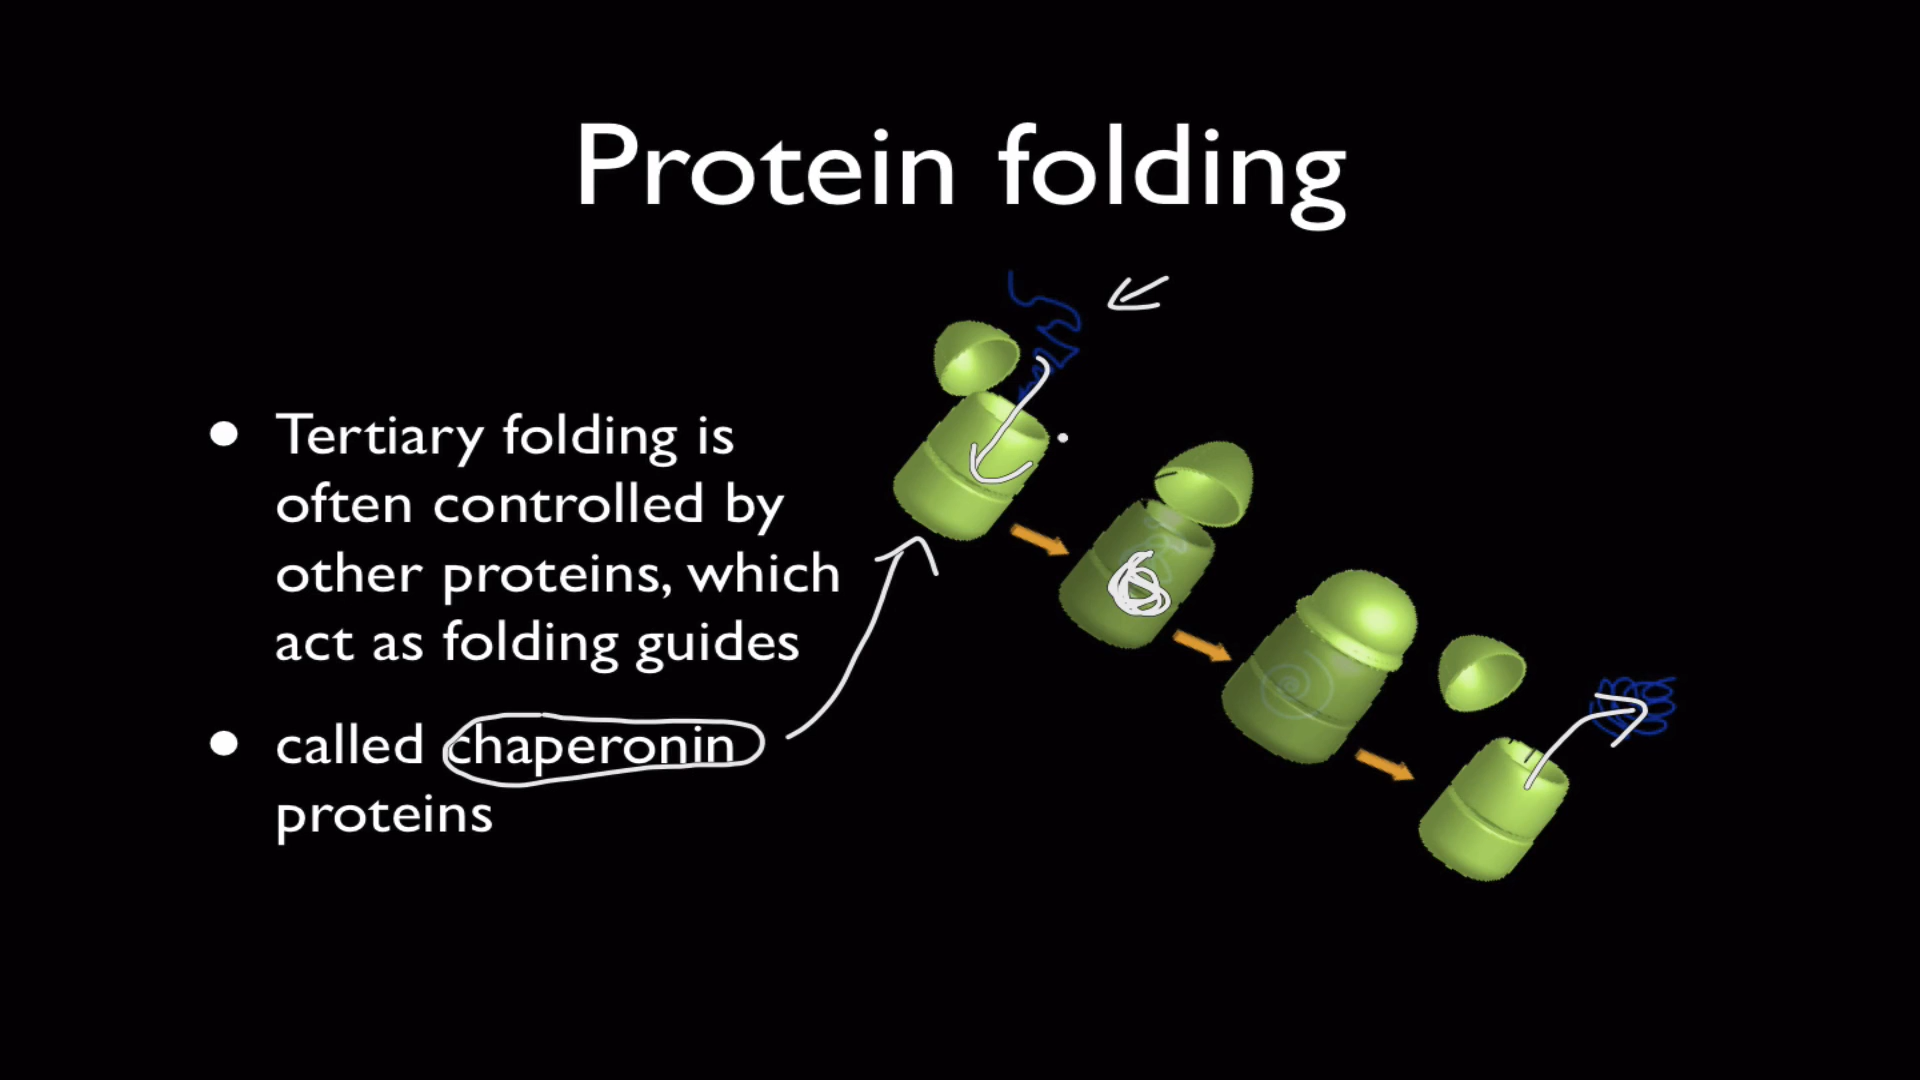 Protein folding
• Tertiary folding is
often controlled by
other proteins, which
act as folding guides
• called chaperonin
proteins